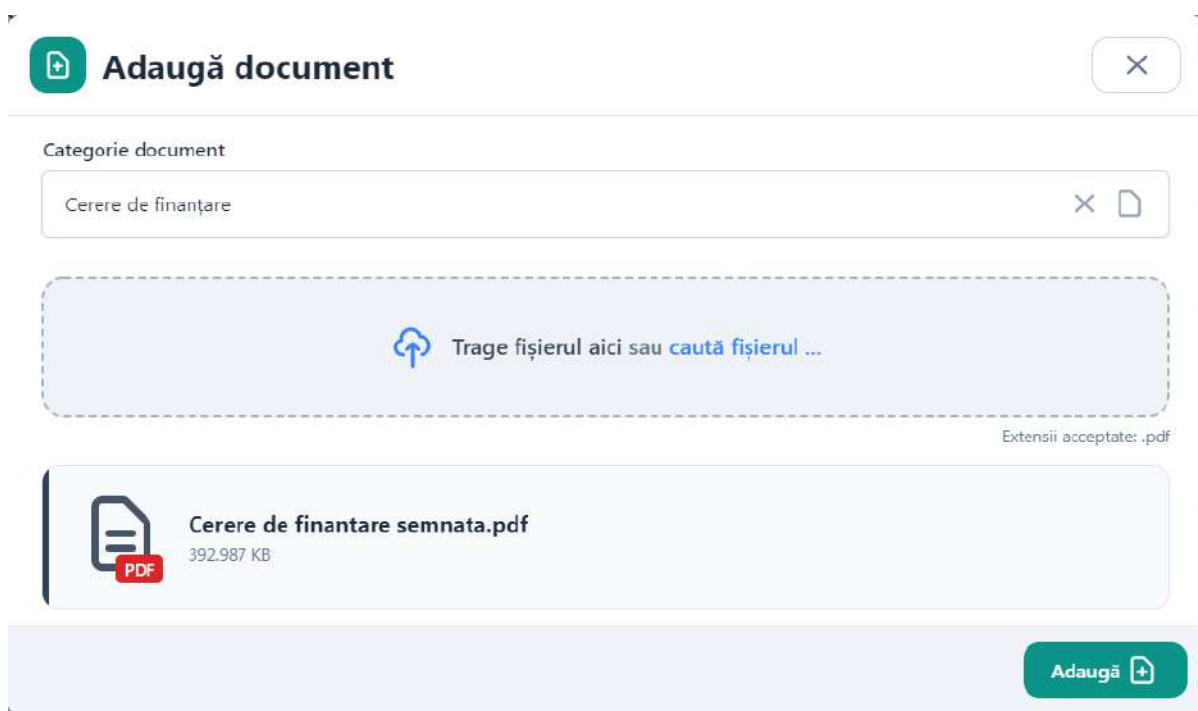 Adaugă document
Categorie document
Cerere de finanțare
Trage fișierul aici sau caută fișierul ...
Extensii acceptate: .pdf
Cerere de finantare semnata.pdf
392.987 KB
PDF
Adaugă